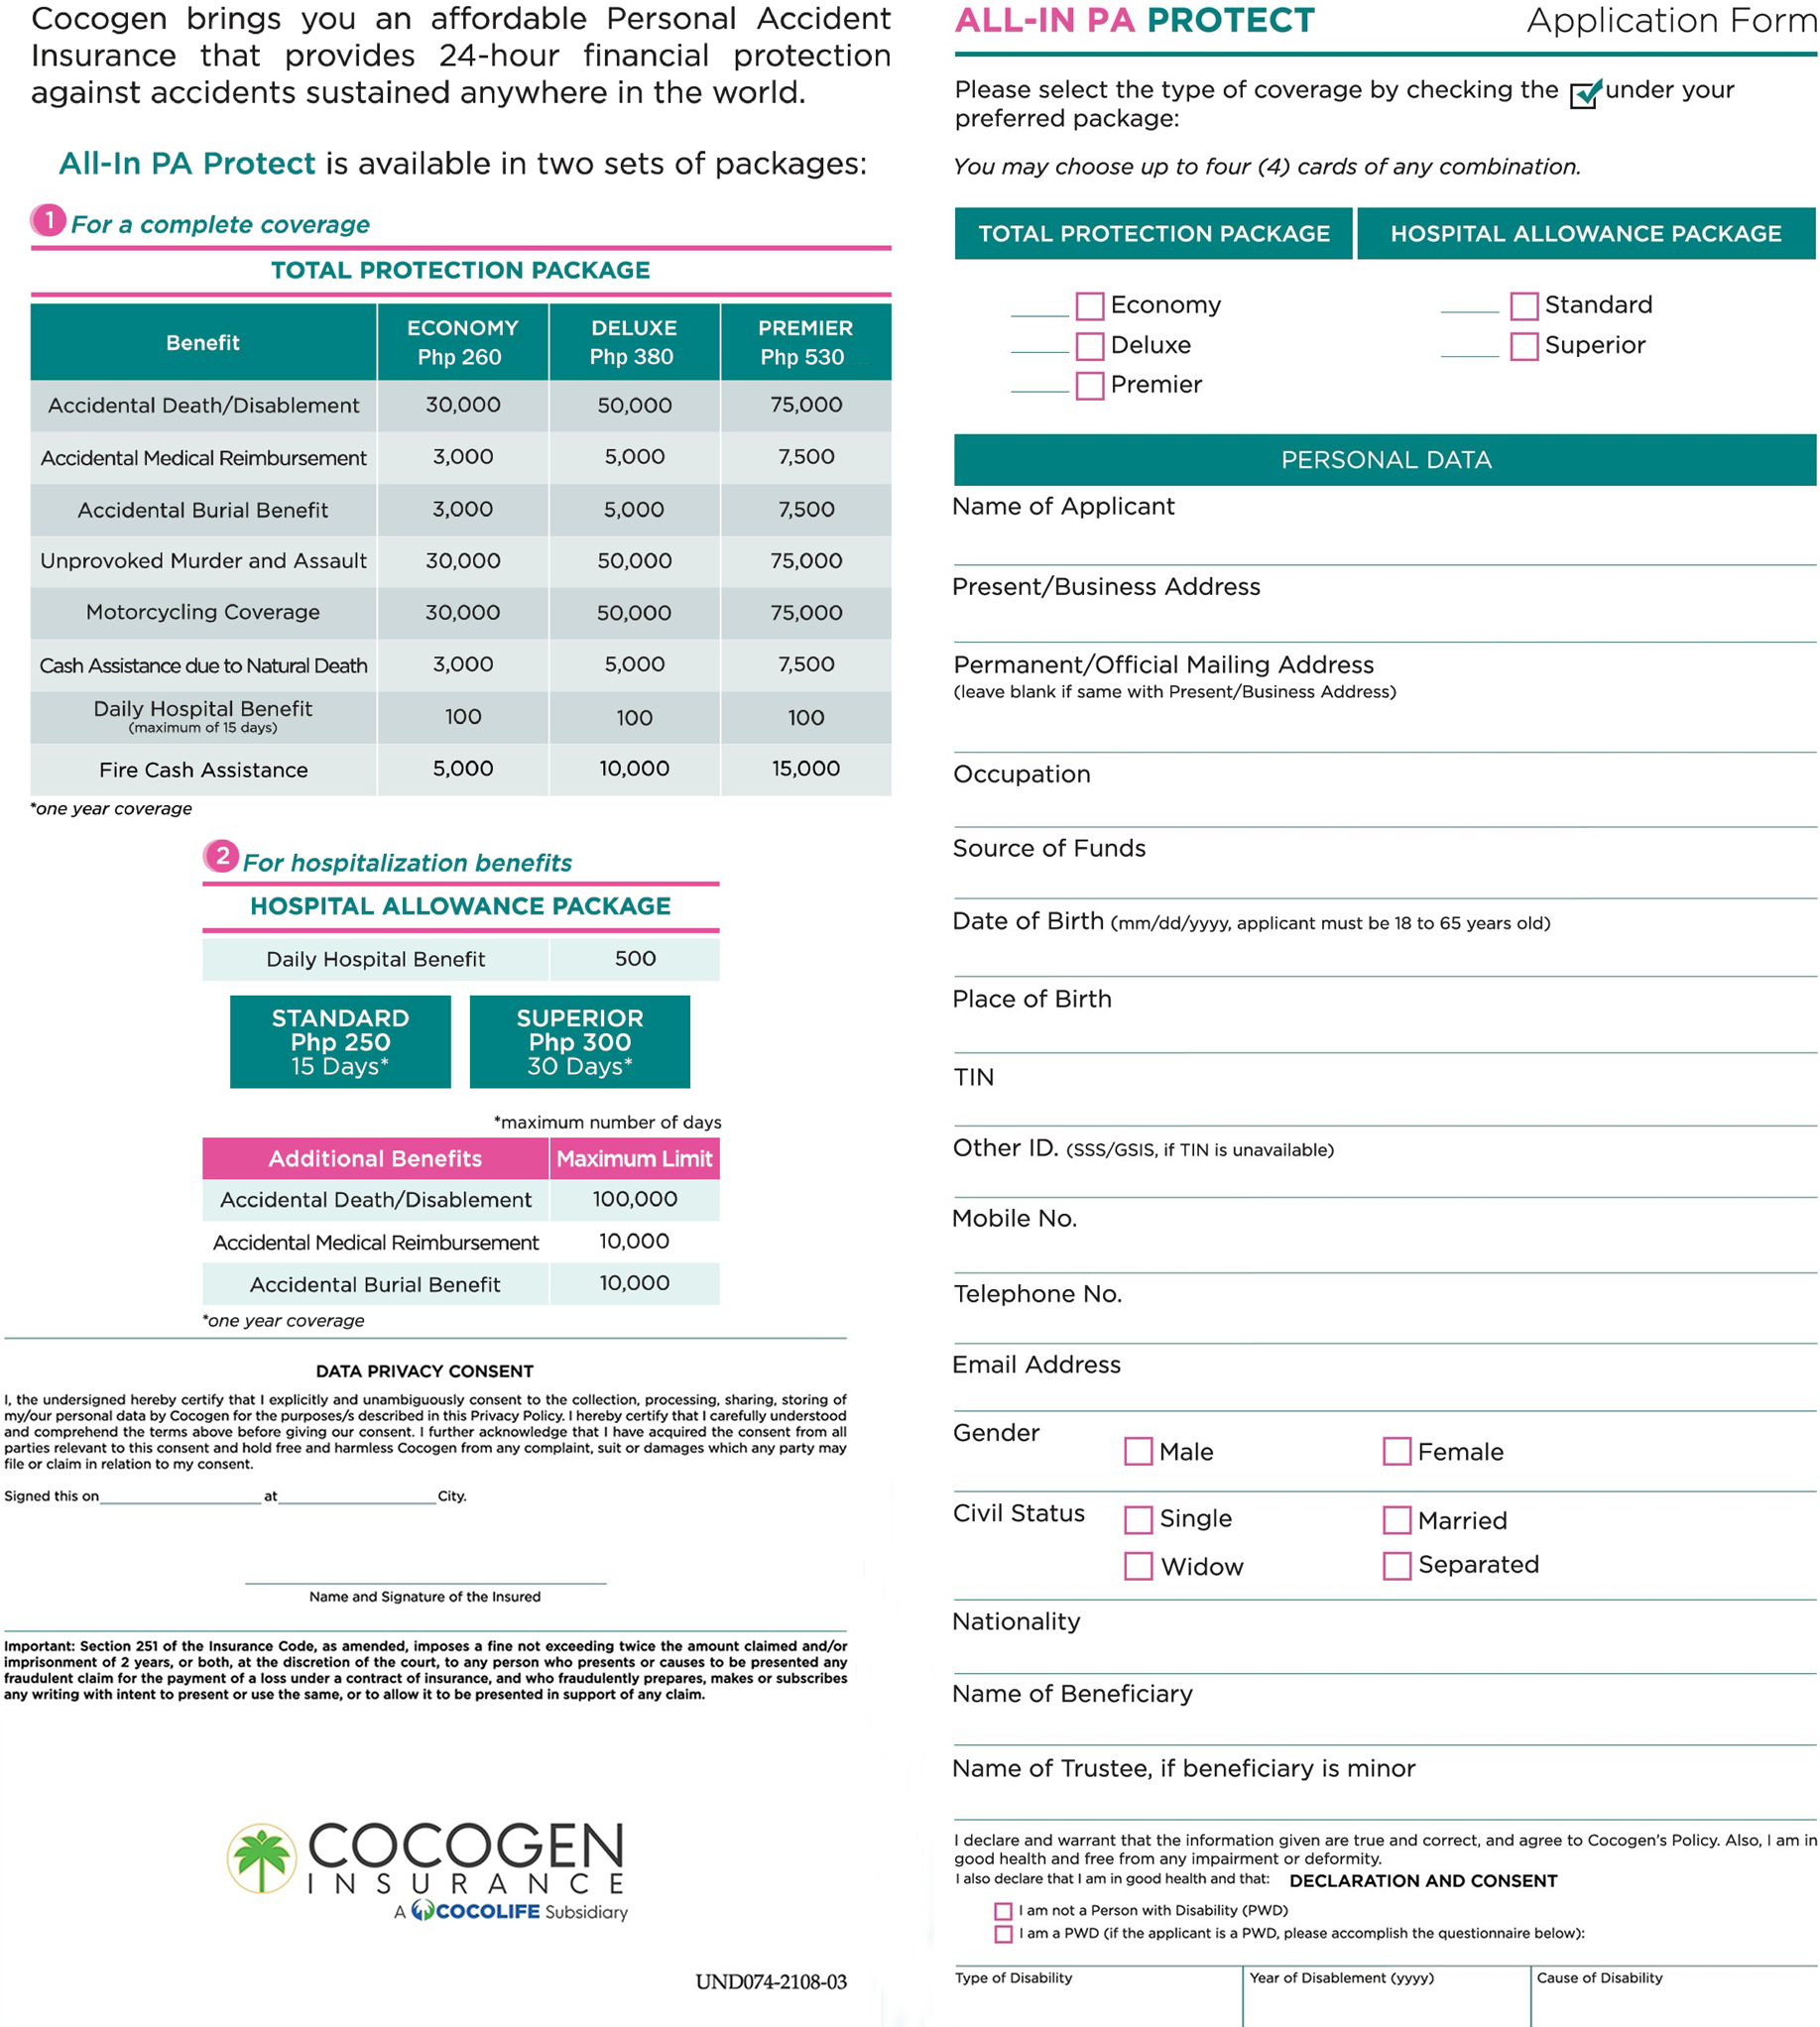 Cocogen brings you an affordable Personal Accident
Insurance that provides 24-hour financial protection
against accidents sustained anywhere in the world.
All-In PA Protect is available in two sets of packages:
1 For a complete coverage
TOTAL PROTECTION PACKAGE
Benefit ECONOMY Php 260 DELUXE Php 380 PREMIER Php 530
Accidental Death/Disablement 30,000 50,000 75,000
Accidental Medical Reimbursement 3,000 5,000 7,500
Accidental Burial Benefit 3,000 5,000 7,500
Unprovoked Murder and Assault 30,000 50,000 75,000
Motorcycling Coverage 30,000 50,000 75,000
Cash Assistance due to Natural Death 3,000 5,000 7,500
Daily Hospital Benefit (maximum of 15 days) 100 100 100
Fire Cash Assistance 5,000 10,000 15,000
*one year coverage
2 For hospitalization benefits
HOSPITAL ALLOWANCE PACKAGE
Daily Hospital Benefit 500
STANDARD
Php 250
15 Days*
SUPERIOR
Php 300
30 Days*
*maximum number of days
Additional Benefits Maximum Limit
Accidental Death/Disablement 100,000
Accidental Medical Reimbursement 10,000
Accidental Burial Benefit 10,000
*one year coverage
DATA PRIVACY CONSENT
I, the undersigned hereby certify that I explicitly and unambiguously consent to the collection, processing, sharing, storing of
my/our personal data by Cocogen for the purposes/s described in this Privacy Policy. I hereby certify that I carefully understood
and comprehend the terms above before giving our consent. I further acknowledge that I have acquired the consent from all
parties relevant to this consent and hold free and harmless Cocogen from any complaint, suit or damages which any party may
file or claim in relation to my consent.
Signed this on at City.
Name and Signature of the Insured
Important: Section 251 of the Insurance Code, as amended, imposes a fine not exceeding twice the amount claimed and/or
imprisonment of 2 years, or both, at the discretion of the court, to any person who presents or causes to be presented any
fraudulent claim for the payment of a loss under a contract of insurance, and who fraudulently prepares, makes or subscribes
any writing with intent to present or use the same, or to allow it to be presented in support of any claim.
COCOGEN
INSURANCE
A COCOLIFE Subsidiary
UND074-2108-03
ALL-IN PA PROTECT Application Form
Please select the type of coverage by checking the under your
preferred package:
You may choose up to four (4) cards of any combination.
TOTAL PROTECTION PACKAGE HOSPITAL ALLOWANCE PACKAGE
Economy Standard
Deluxe Superior
Premier
PERSONAL DATA
Name of Applicant
Present/Business Address
Permanent/Official Mailing Address
(leave blank if same with Present/Business Address)
Occupation
Source of Funds
Date of Birth (mm/dd/yyyy, applicant must be 18 to 65 years old)
Place of Birth
TIN
Other ID. (SSS/GSIS, if TIN is unavailable)
Mobile No.
Telephone No.
Email Address
Gender Male Female
Civil Status Single Married
Widow Separated
Nationality
Name of Beneficiary
Name of Trustee, if beneficiary is minor
I declare and warrant that the information given are true and correct, and agree to Cocogen's Policy. Also, I am in
good health and free from any impairment or deformity.
I also declare that I am in good health and that: DECLARATION AND CONSENT
I am not a Person with Disability (PWD)
I am a PWD (if the applicant is a PWD, please accomplish the questionnaire below):
Type of Disability Year of Disablement (yyyy) Cause of Disability